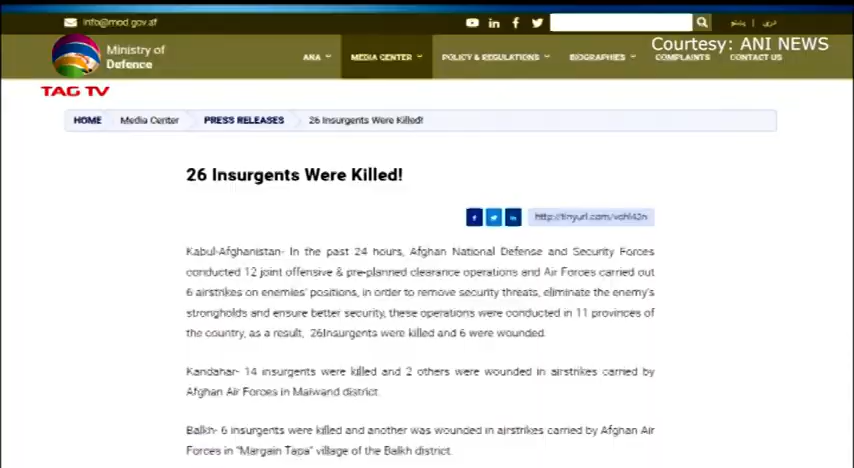 info@mod.gov.af
دری | پښتو
Courtesy: ANI NEWS
Ministry of
Defence
ANA MEDIA CENTER POLICY & REGULATIONS BIOGRAPHIES COMPLAINTS CONTACT US
TAG TV
HOME Media Center PRESS RELEASES 26 Insurgents Were Killed!
26 Insurgents Were Killed!
http://tinyurl.com/vchl42n
Kabul-Afghanistan- In the past 24 hours, Afghan National Defense and Security Forces
conducted 12 joint offensive & pre-planned clearance operations and Air Forces carried out
6 airstrikes on enemies' positions, in order to remove security threats, eliminate the enemy's
strongholds and ensure better security, these operations were conducted in 11 provinces of
the country, as a result, 26Insurgents were killed and 6 were wounded.
Kandahar- 14 insurgents were killed and 2 others were wounded in airstrikes carried by
Afghan Air Forces in Maiwand district.
Balkh- 6 insurgents were killed and another was wounded in airstrikes carried by Afghan Air
Forces in "Margain Tapa" village of the Balkh district.